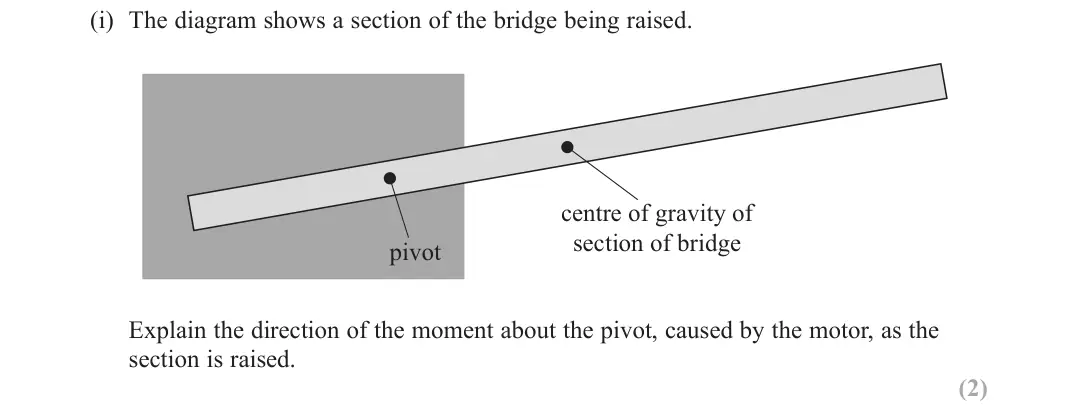 (i) The diagram shows a section of the bridge being raised.
centre of gravity of
section of bridge
pivot
Explain the direction of the moment about the pivot, caused by the motor, as the
section is raised.
(2)